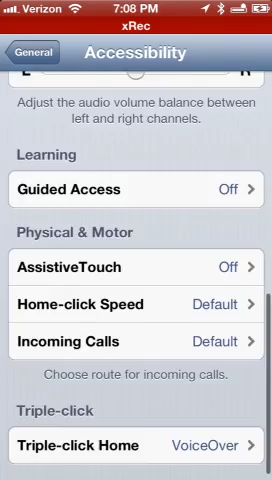 Verizon 7:08 PM
xRec
General Accessibility
L R
Adjust the audio volume balance between
left and right channels.
Learning
Guided Access Off
Physical & Motor
AssistiveTouch Off
Home-click Speed Default
Incoming Calls Default
Choose route for incoming calls.
Triple-click
Triple-click Home VoiceOver